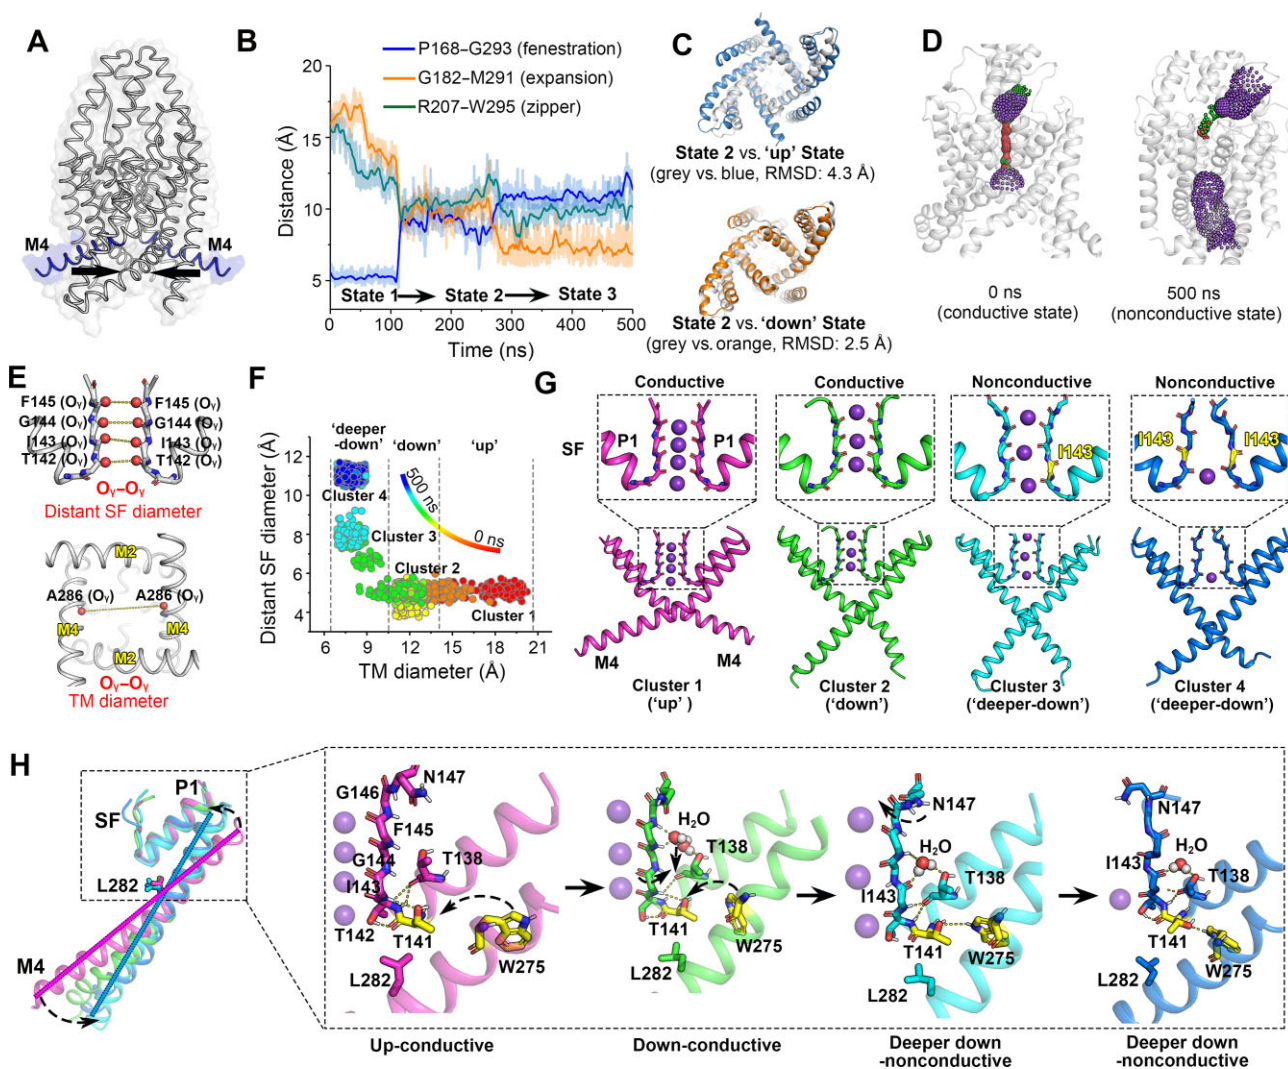 A
M4
M4
B
P168–G293 (fenestration)
G182–M291 (expansion)
R207–W295 (zipper)
Distance (Å)
20
15
10
5
State 1
State 2
State 3
0
100
200
300
400
500
Time (ns)
C
State 2 vs. ‘up’ State
(grey vs. blue, RMSD: 4.3 Å)
State 2 vs. ‘down’ State
(grey vs. orange, RMSD: 2.5 Å)
D
0 ns
(conductive state)
500 ns
(nonconductive state)
E
F145 (Oᵧ)
F145 (Oᵧ)
G144 (Oᵧ)
G144 (Oᵧ)
I143 (Oᵧ)
I143 (Oᵧ)
T142 (Oᵧ)
T142 (Oᵧ)
Oᵧ–Oᵧ
Distant SF diameter
M2
A286 (Oᵧ)
A286 (Oᵧ)
M4
M4
M2
Oᵧ–Oᵧ
TM diameter
F
Distant SF diameter (Å)
12
10
8
6
4
‘deeper
-down’
‘down’
‘up’
500 ns
0 ns
Cluster 4
Cluster 3
Cluster 2
Cluster 1
6
9
12
15
18
21
TM diameter (Å)
G
Conductive
Conductive
Nonconductive
Nonconductive
SF
P1
P1
I143
I143
I143
M4
M4
Cluster 1
(‘up’ )
Cluster 2
(‘down’)
Cluster 3
(‘deeper-down’)
Cluster 4
(‘deeper-down’)
H
P1
SF
L282
M4
N147
G146
F145
G144
T138
I143
T142
T141
W275
L282
Up-conductive
H₂O
T138
T141
W275
L282
Down-conductive
N147
H₂O
T138
I143
T141
W275
L282
Deeper down
-nonconductive
N147
I143
H₂O
T138
T141
W275
L282
Deeper down
-nonconductive